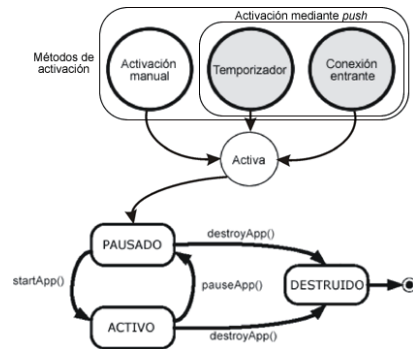 Activación mediante push
Métodos de
activación
Activación
manual
Temporizador
Conexión
entrante
Activa
PAUSADO
destroyApp()
startApp()
pauseApp()
DESTRUIDO
ACTIVO
destroyApp()